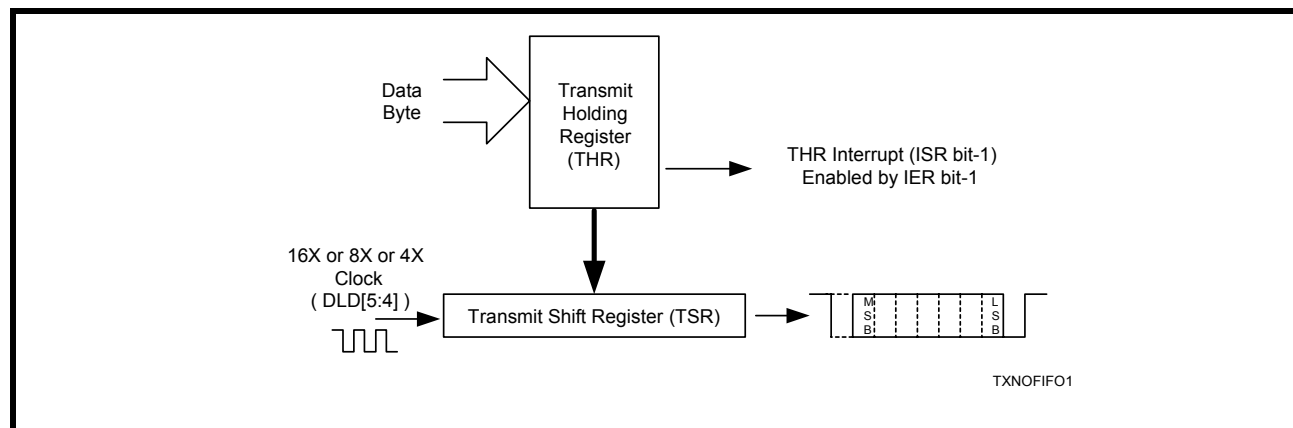 Data
Byte
Transmit
Holding
Register
(THR)
THR Interrupt (ISR bit-1)
Enabled by IER bit-1
16X or 8X or 4X
Clock
( DLD[5:4] )
Transmit Shift Register (TSR)
M
S
B
L
S
B
TXNOFIFO1